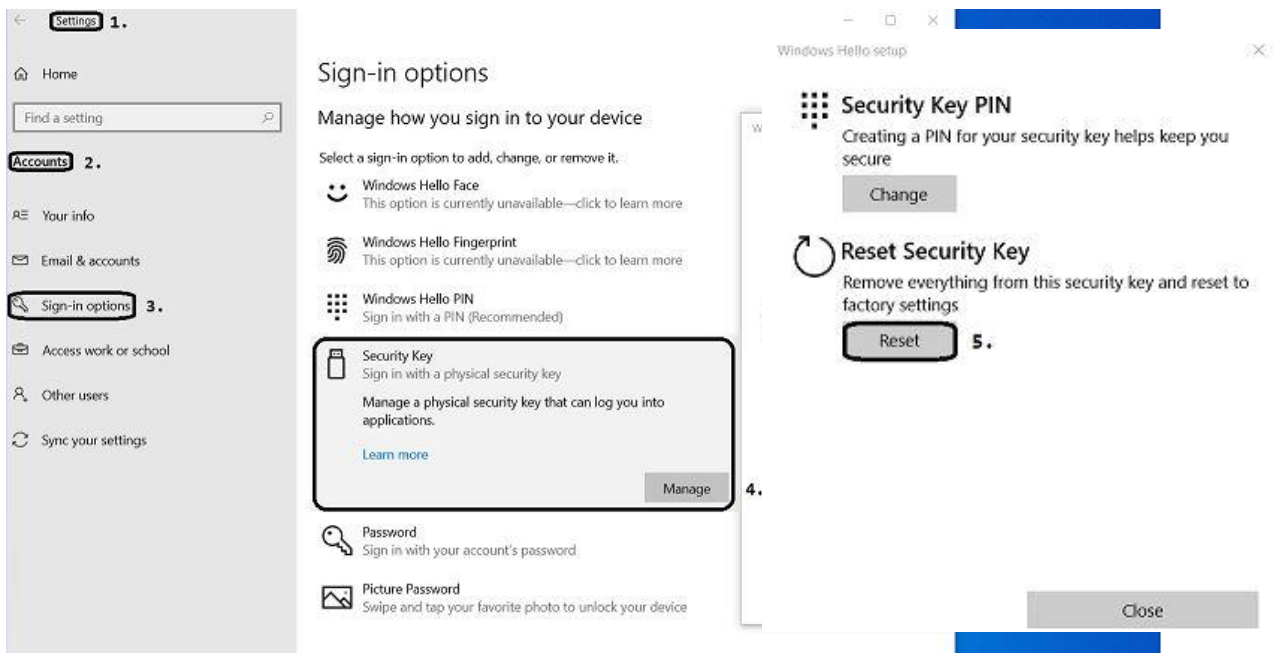 Settings 1.
Home
Find a setting
Accounts 2.
Your info
Email & accounts
Sign-in options 3.
Access work or school
Other users
Sync your settings
Sign-in options
Manage how you sign in to your device
Select a sign-in option to add, change, or remove it.
Windows Hello Face
This option is currently unavailable—click to learn more
Windows Hello Fingerprint
This option is currently unavailable—click to learn more
Windows Hello PIN
Sign in with a PIN (Recommended)
Security Key
Sign in with a physical security key
Manage a physical security key that can log you into
applications.
Learn more
Manage 4.
Password
Sign in with your account's password
Picture Password
Swipe and tap your favorite photo to unlock your device
W
Windows Hello setup
Security Key PIN
Creating a PIN for your security key helps keep you
secure
Change
Reset Security Key
Remove everything from this security key and reset to
factory settings
Reset 5.
Close